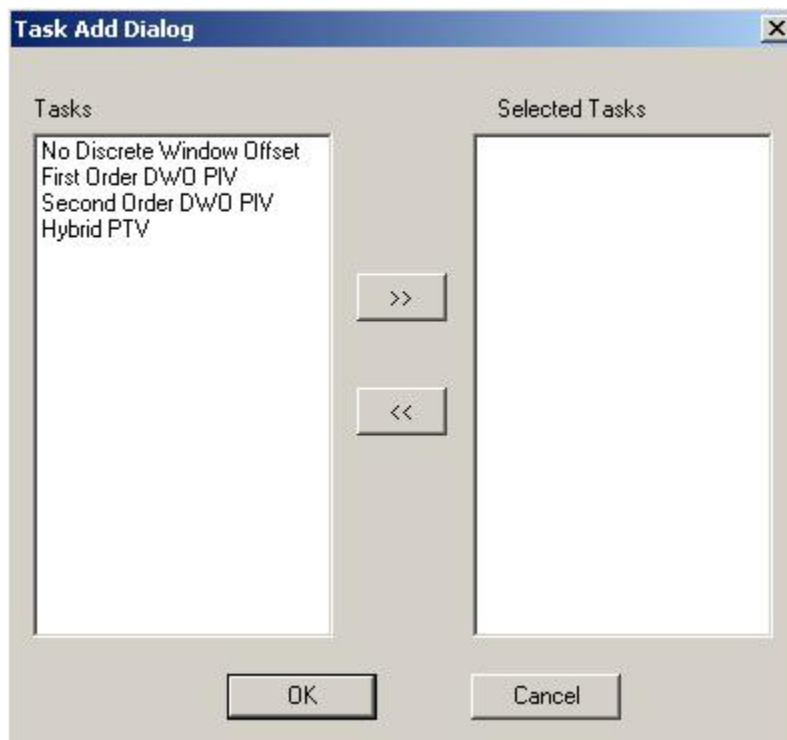 Task Add Dialog
Tasks
Selected Tasks
No Discrete Window Offset
First Order DWO PIV
Second Order DWO PIV
Hybrid PTV
>>
<<
OK
Cancel